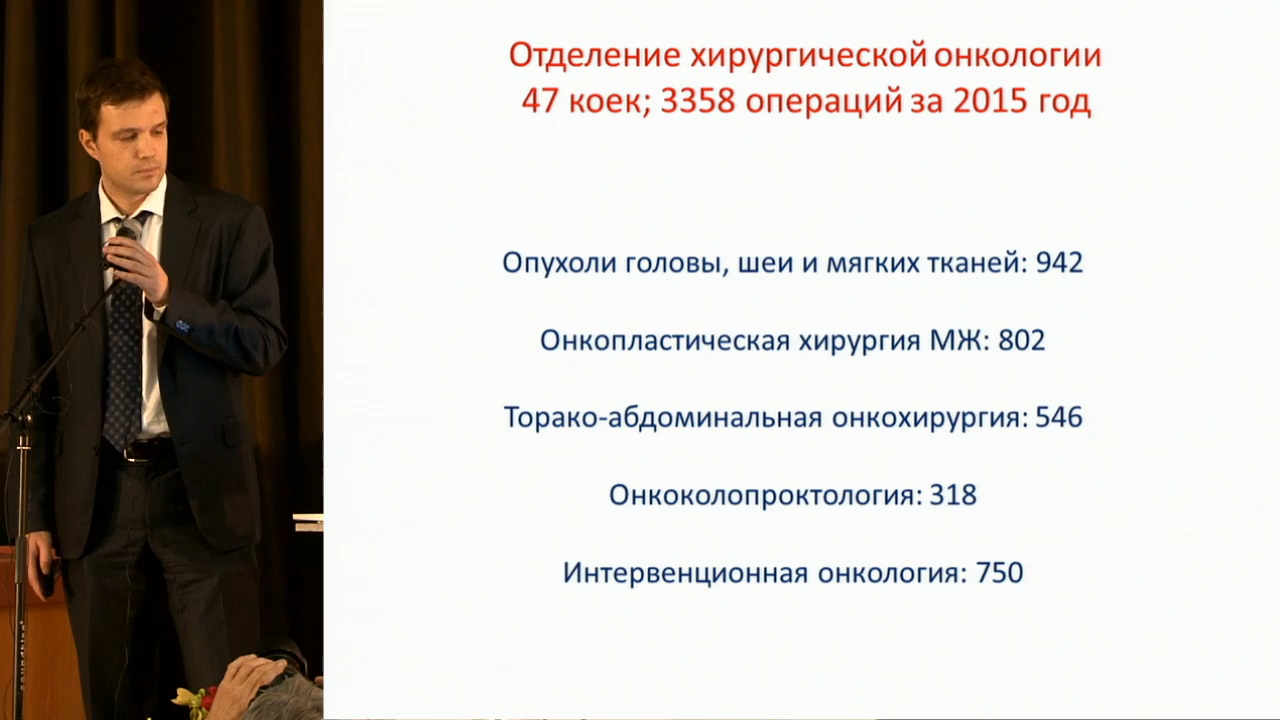 Отделение хирургической онкологии
47 коек; 3358 операций за 2015 год
Опухоли головы, шеи и мягких тканей: 942
Онкопластическая хирургия МЖ: 802
Торако-абдоминальная онкохирургия: 546
Онкоколопроктология: 318
Интервенционная онкология: 750